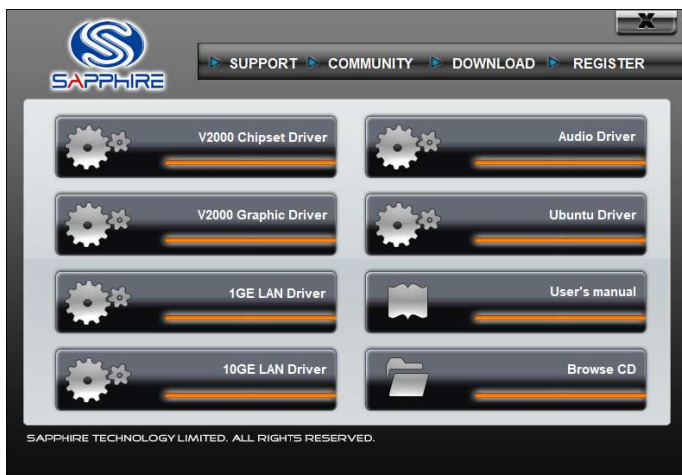 X
SAPPHIRE
SUPPORT COMMUNITY DOWNLOAD REGISTER
V2000 Chipset Driver
Audio Driver
V2000 Graphic Driver
Ubuntu Driver
1GE LAN Driver
User's manual
10GE LAN Driver
Browse CD
SAPPHIRE TECHNOLOGY LIMITED. ALL RIGHTS RESERVED.